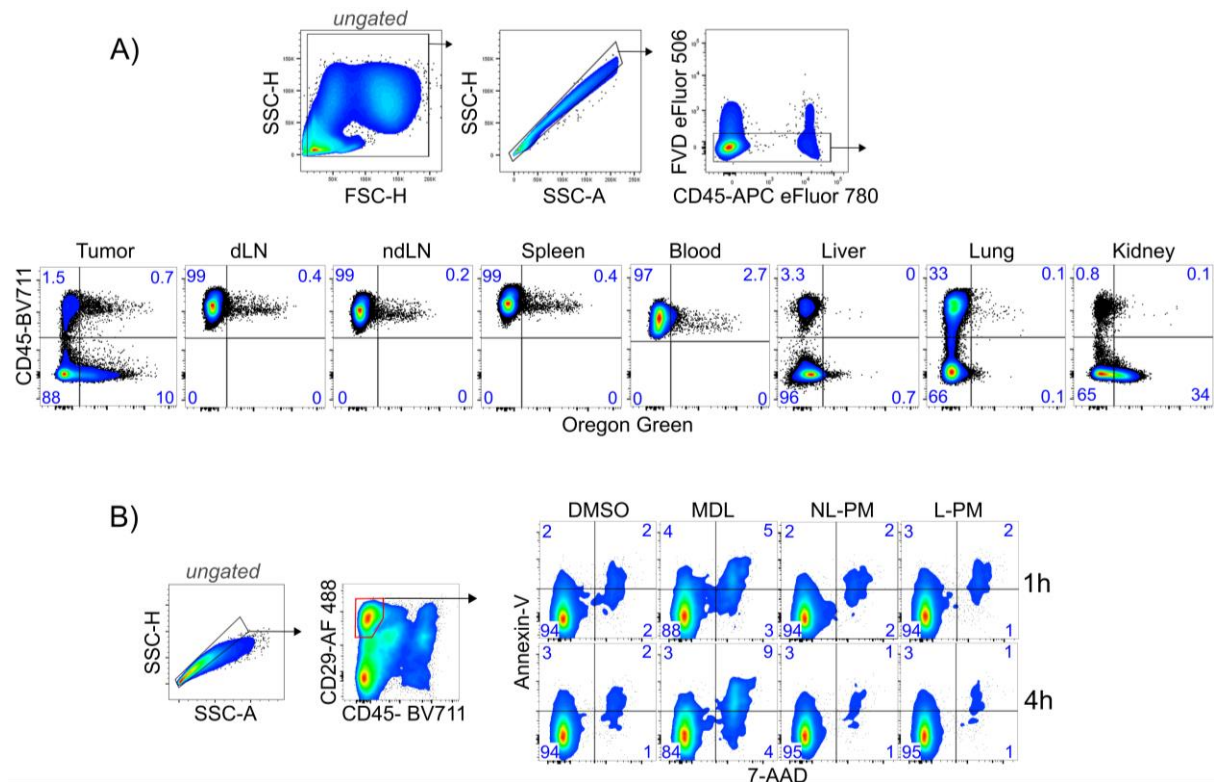 A)
ungated
SSC-H
FSC-H
SSC-H
SSC-A
FVD eFluor 506
CD45-APC eFluor 780
Tumor dLN ndLN Spleen Blood Liver Lung Kidney
CD45-BV711
1.5 0.7 99 0.4 99 0.2 99 0.4 97 2.7 3.3 0 33 0.1 0.8 0.1
88 10 0 0 0 0 0 0 0 0 96 0.7 66 0.1 65 34
Oregon Green
B)
ungated
SSC-H
SSC-A
CD29-AF 488
CD45- BV711
DMSO MDL NL-PM L-PM
Annexin-V
2 2 4 5 2 2 3 2
1h
94 2 88 3 94 2 94 1
3 3 9 3 1 3 1
4h
94 1 84 4 95 1 95 1
7-AAD